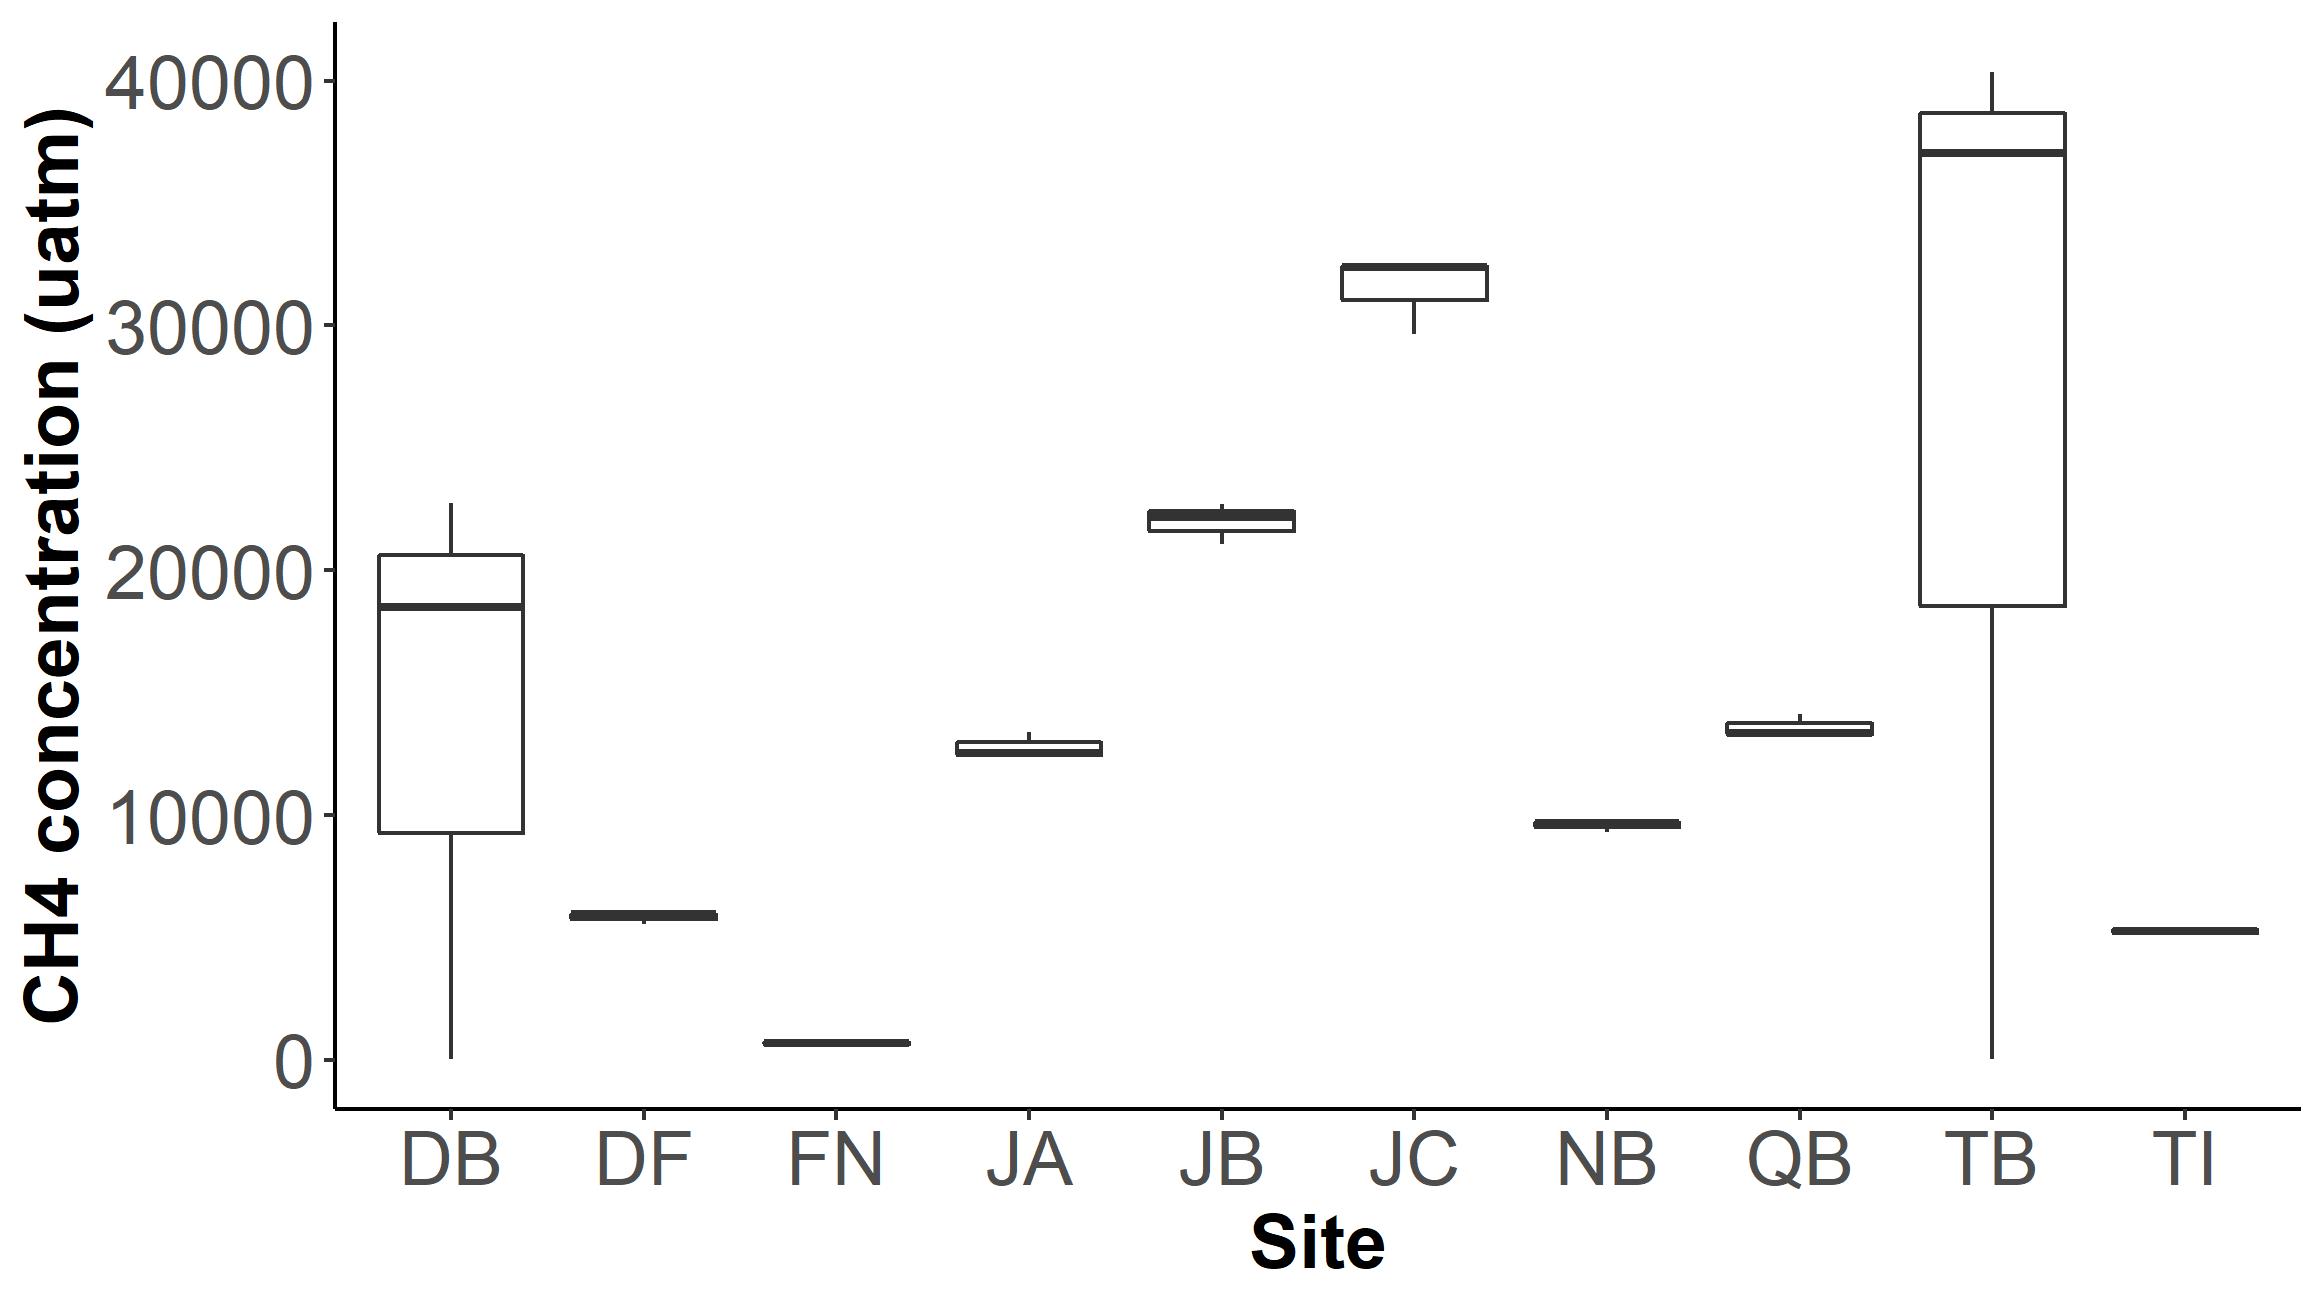 CH4 concentration (uatm)
40000
30000
20000
10000
0
DB DF FN JA JB JC NB QB TB TI
Site